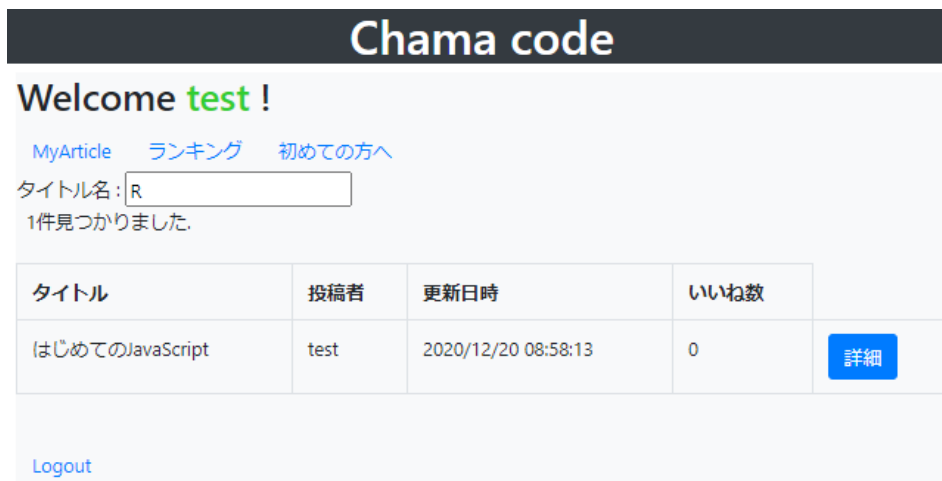 Chama code
Welcome test !
MyArticle ランキング 初めての方へ
タイトル名 : R
1件見つかりました.
タイトル 投稿者 更新日時 いいね数
はじめてのJavaScript test 2020/12/20 08:58:13 0 詳細
Logout